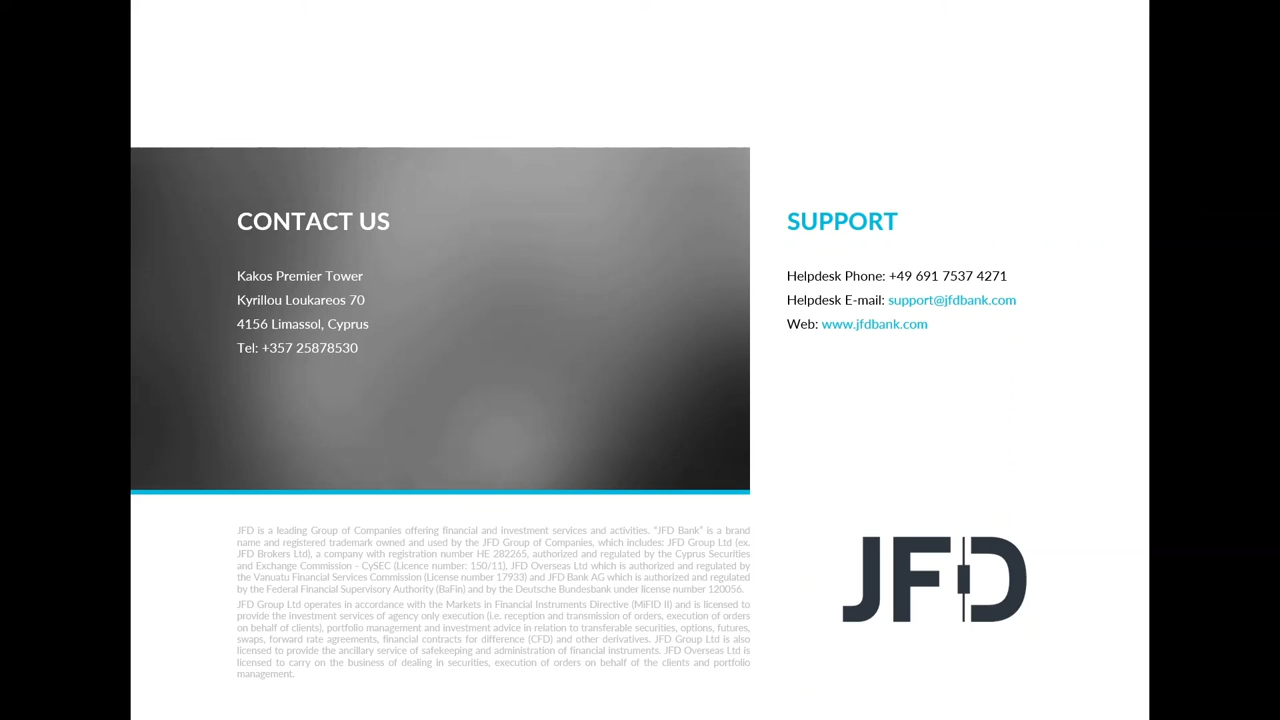 CONTACT US
Kakos Premier Tower
Kyrillou Loukareos 70
4156 Limassol, Cyprus
Tel: +357 25878530
SUPPORT
Helpdesk Phone: +49 691 7537 4271
Helpdesk E-mail: support@jfdbank.com
Web: www.jfdbank.com
JFD is a leading Group of Companies offering financial and investment services and activities. “JFD Bank” is a brand
name and registered trademark owned and used by the JFD Group of Companies, which includes: JFD Group Ltd (ex.
JFD Brokers Ltd), a company with registration number HE 282265, authorized and regulated by the Cyprus Securities
and Exchange Commission - CySEC (Licence number: 150/11), JFD Overseas Ltd which is authorized and regulated by
the Vanuatu Financial Services Commission (License number 17933) and JFD Bank AG which is authorized and regulated
by the Federal Financial Supervisory Authority (BaFin) and by the Deutsche Bundesbank under license number 120056.
JFD Group Ltd operates in accordance with the Markets in Financial Instruments Directive (MiFID II) and is licensed to
provide the Investment services of agency only execution (i.e. reception and transmission of orders, execution of orders
on behalf of clients), portfolio management and investment advice in relation to transferable securities, options, futures,
swaps, forward rate agreements, financial contracts for difference (CFD) and other derivatives. JFD Group Ltd is also
licensed to provide the ancillary service of safekeeping and administration of financial instruments. JFD Overseas Ltd is
licensed to carry on the business of dealing in securities, execution of orders on behalf of the clients and portfolio
management.
JFD